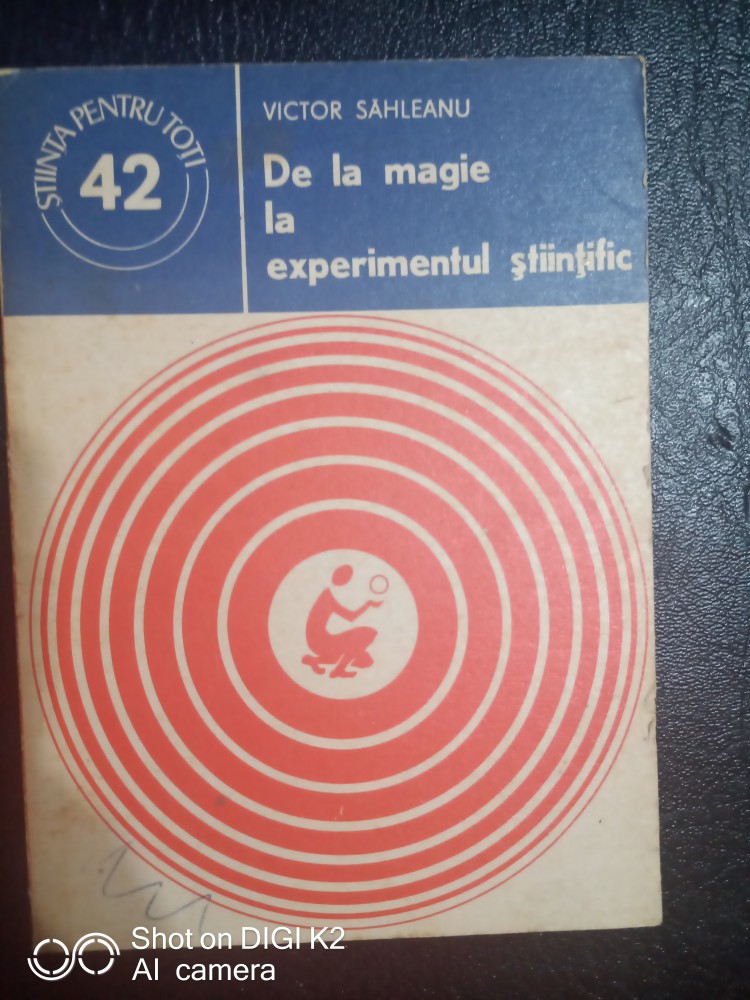 ȘTIINȚA PENTRU TOȚI
42
VICTOR SĂHLEANU
De la magie
la
experimentul științific
Shot on DIGI K2
AI camera